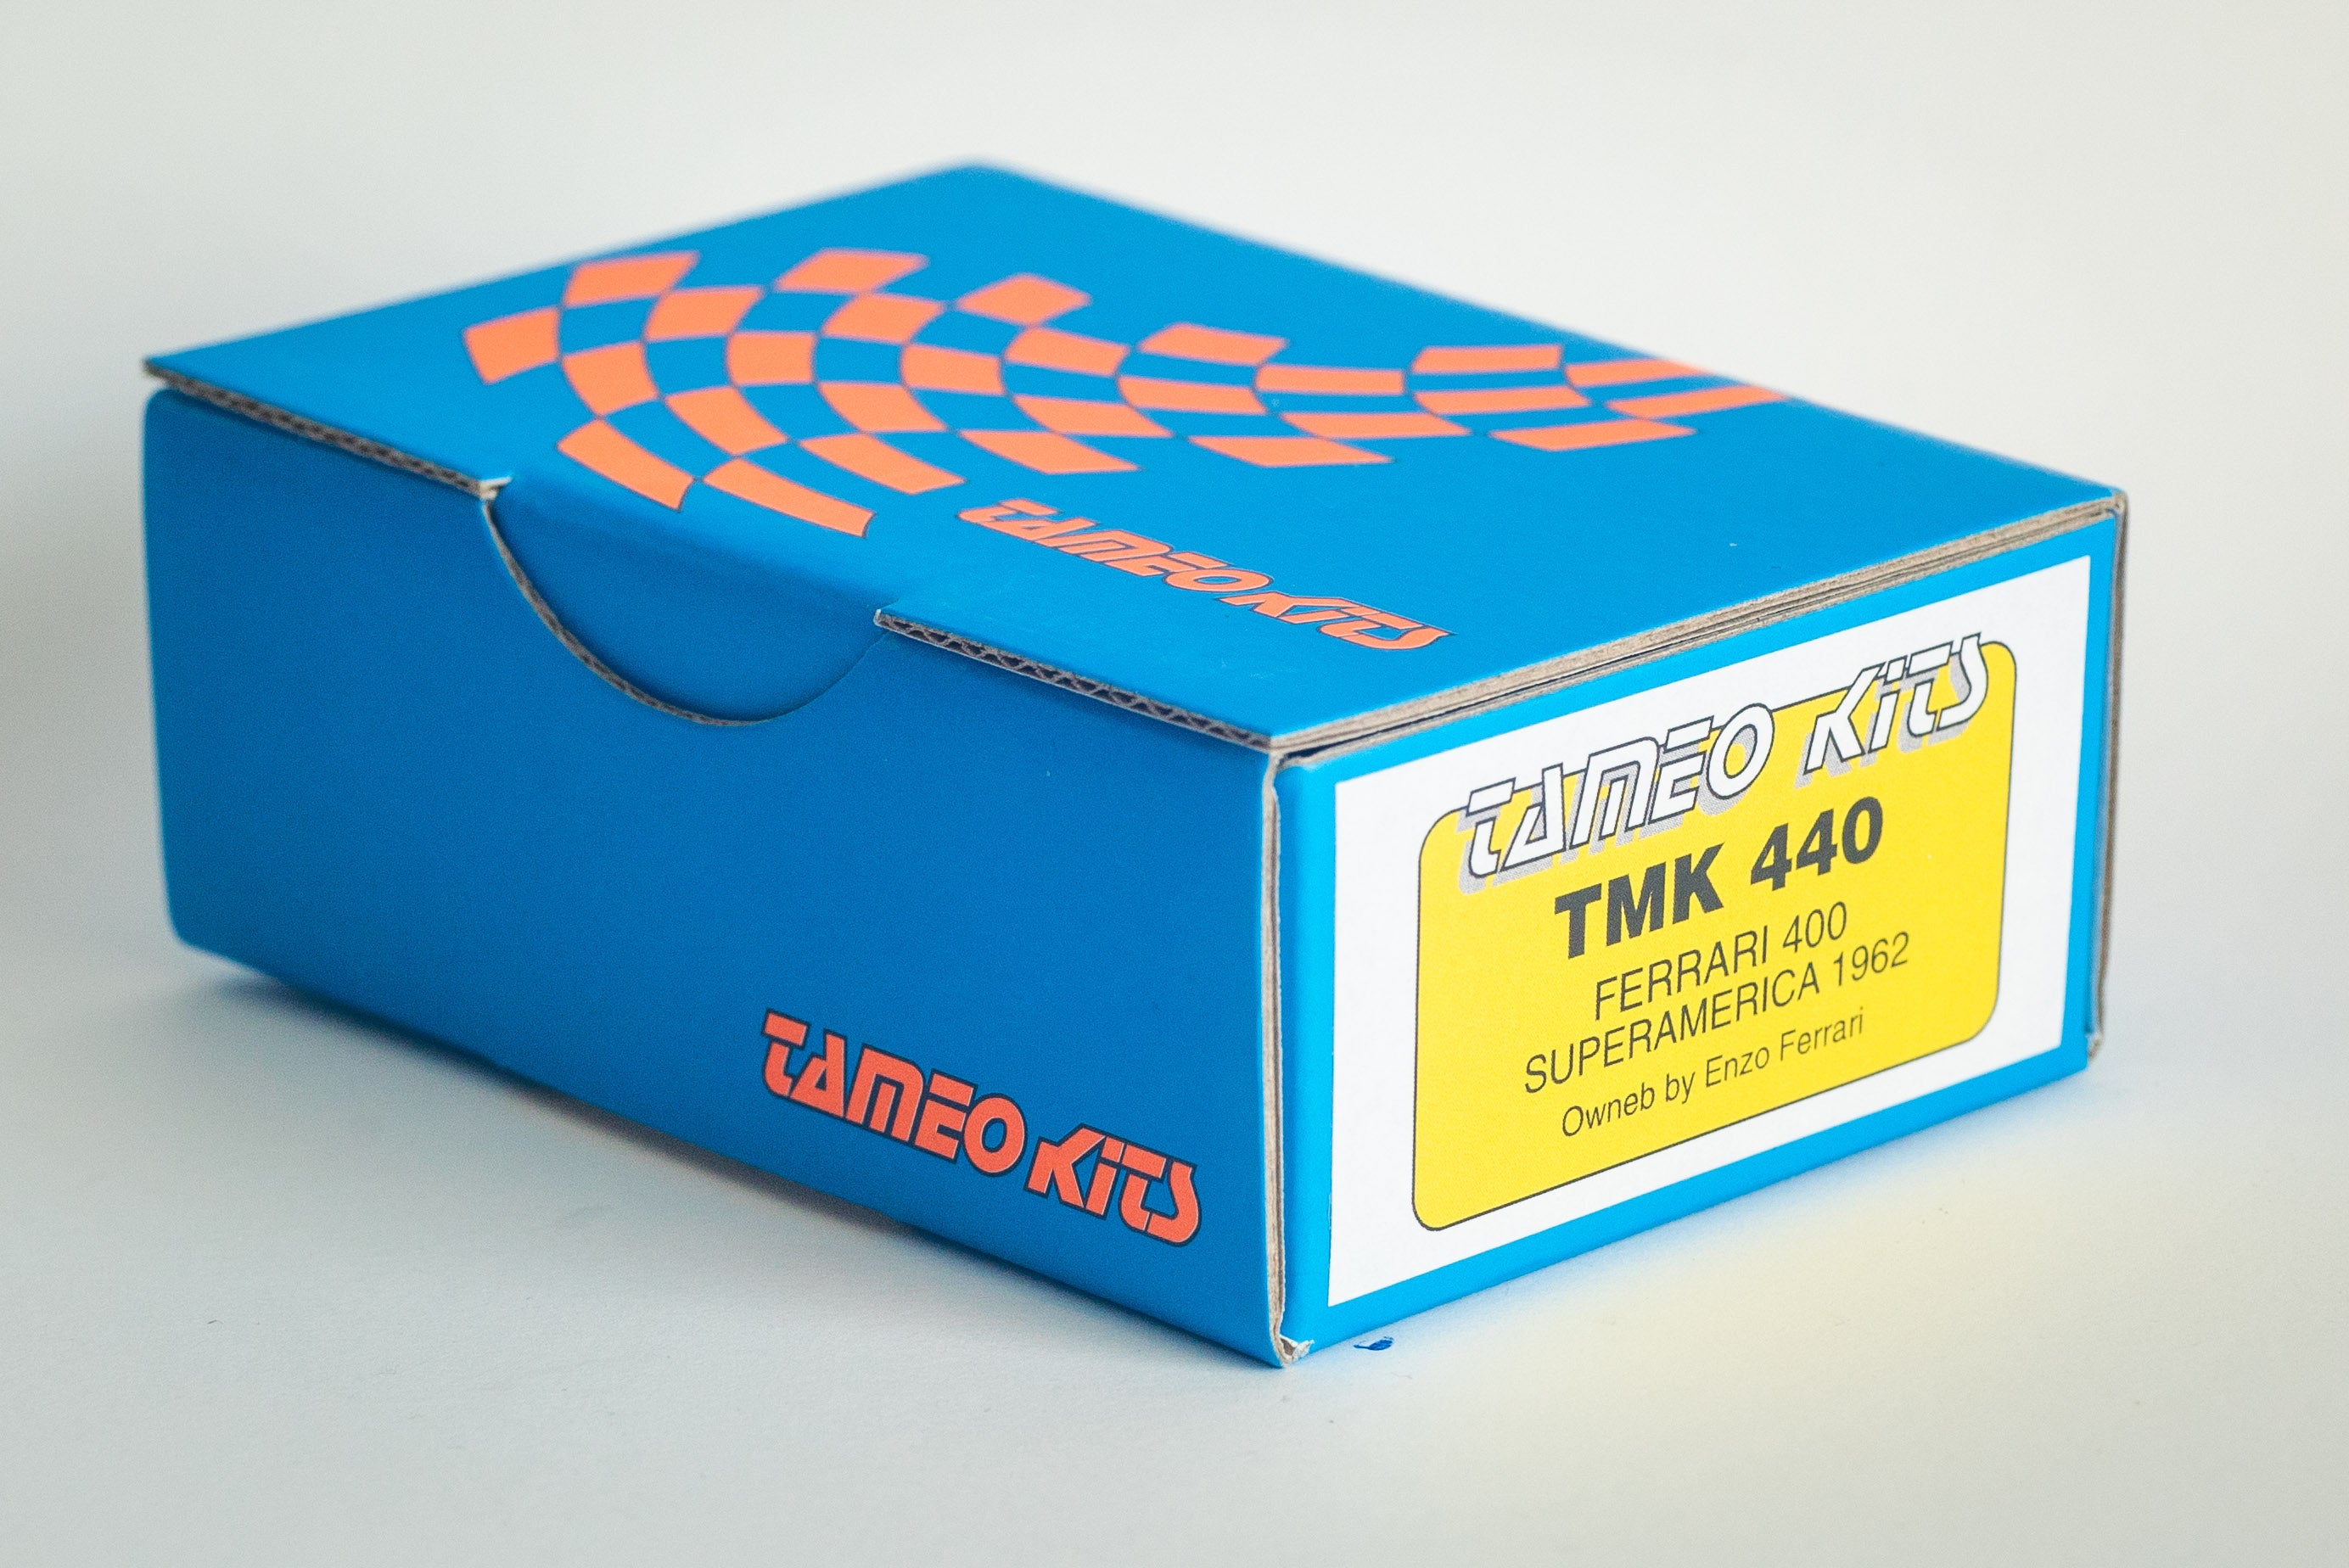 TAMEO KITS
TAMEO KITS
TMK 440
FERRARI 400
SUPERAMERICA 1962
Owneb by Enzo Ferrari
TAMEO KITS